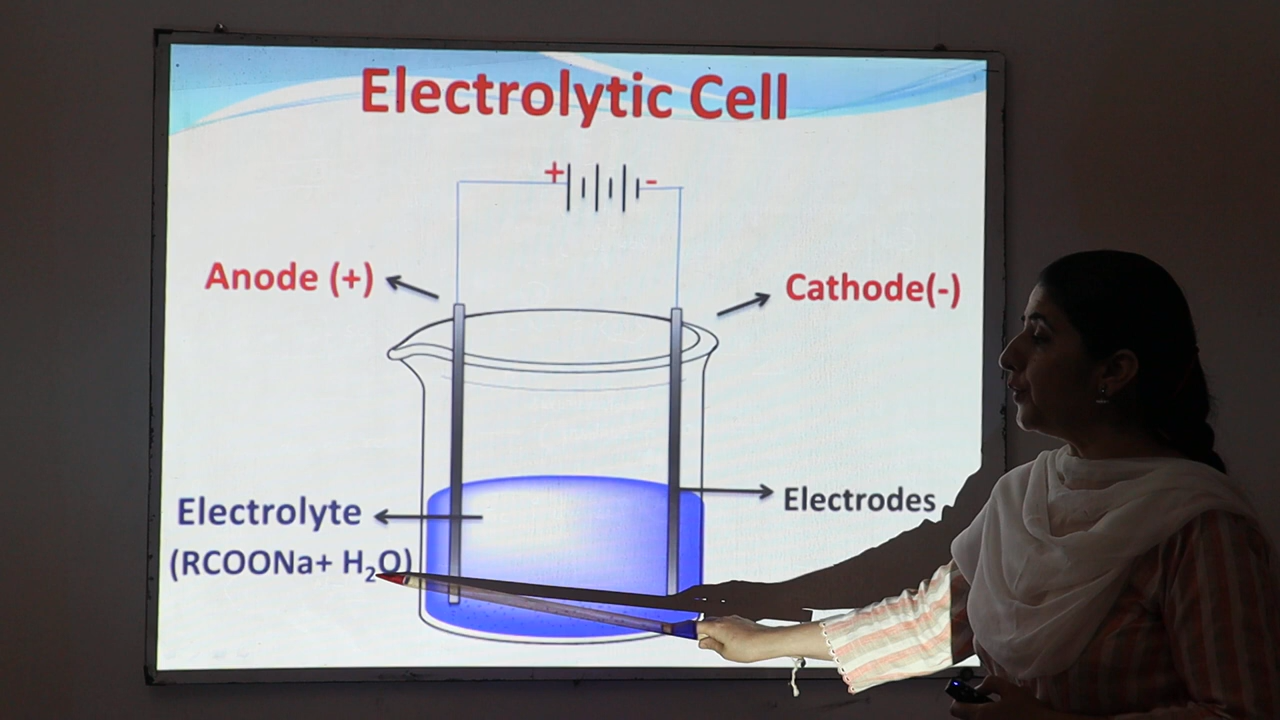 Electrolytic Cell
+ -
Anode (+)
Cathode(-)
Electrolyte
(RCOONa+ H₂O)
Electrodes